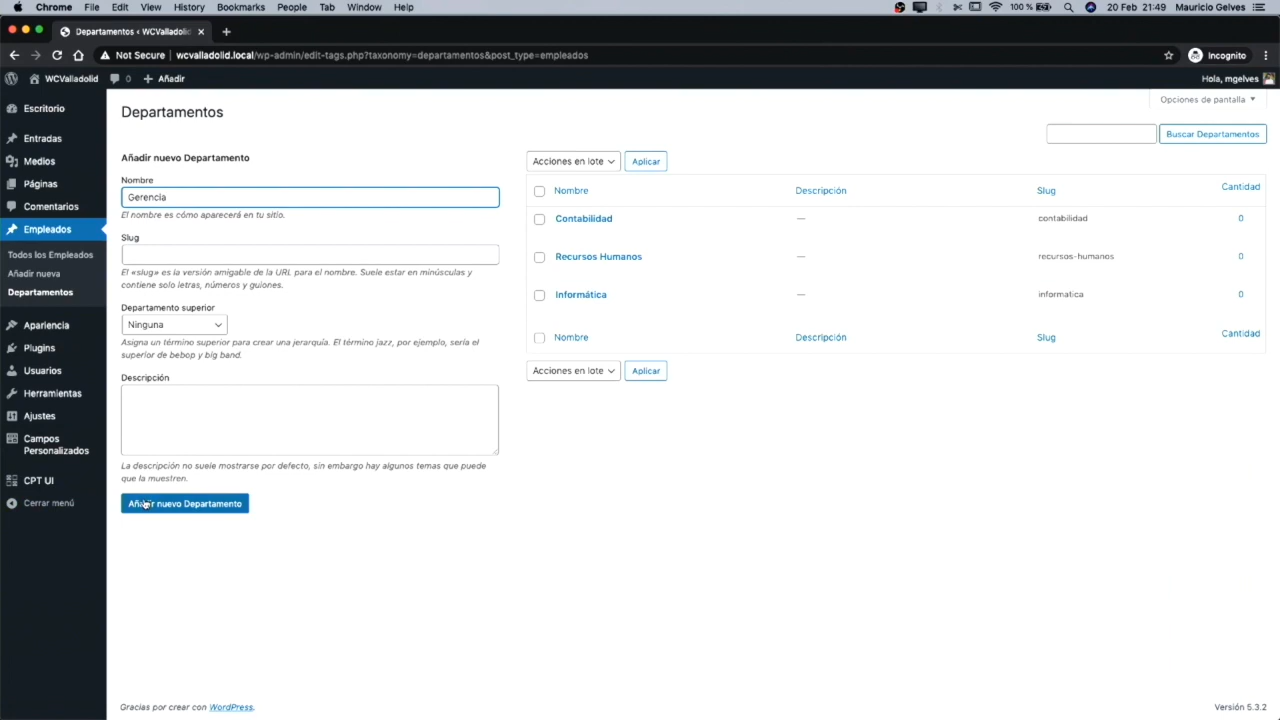 Chrome File Edit View History Bookmarks People Tab Window Help 100 % 20 Feb 21:49 Mauricio Gelves
Departamentos ‹ WCValladolid
Not Secure wcvalladolid.local/wp-admin/edit-tags.php?taxonomy=departamentos&post_type=empleados Incognito
WCValladolid 0 Añadir Hola, mgelves
Opciones de pantalla
Escritorio
Entradas
Medios
Páginas
Comentarios
Empleados
Todos los Empleados
Añadir nueva
Departamentos
Apariencia
Plugins
Usuarios
Herramientas
Ajustes
Campos
Personalizados
CPT UI
Cerrar menú
Departamentos
Buscar Departamentos
Añadir nuevo Departamento
Nombre
Gerencia
El nombre es cómo aparecerá en tu sitio.
Slug
El «slug» es la versión amigable de la URL para el nombre. Suele estar en minúsculas y
contiene solo letras, números y guiones.
Departamento superior
Ninguna
Asigna un término superior para crear una jerarquía. El término jazz, por ejemplo, sería el
superior de bebop y big band.
Descripción
La descripción no suele mostrarse por defecto, sin embargo hay algunos temas que puede
que la muestren.
Añadir nuevo Departamento
Acciones en lote Aplicar
Nombre Descripción Slug Cantidad
Contabilidad — contabilidad 0
Recursos Humanos — recursos-humanos 0
Informática — informatica 0
Nombre Descripción Slug Cantidad
Acciones en lote Aplicar
Gracias por crear con WordPress.
Versión 5.3.2